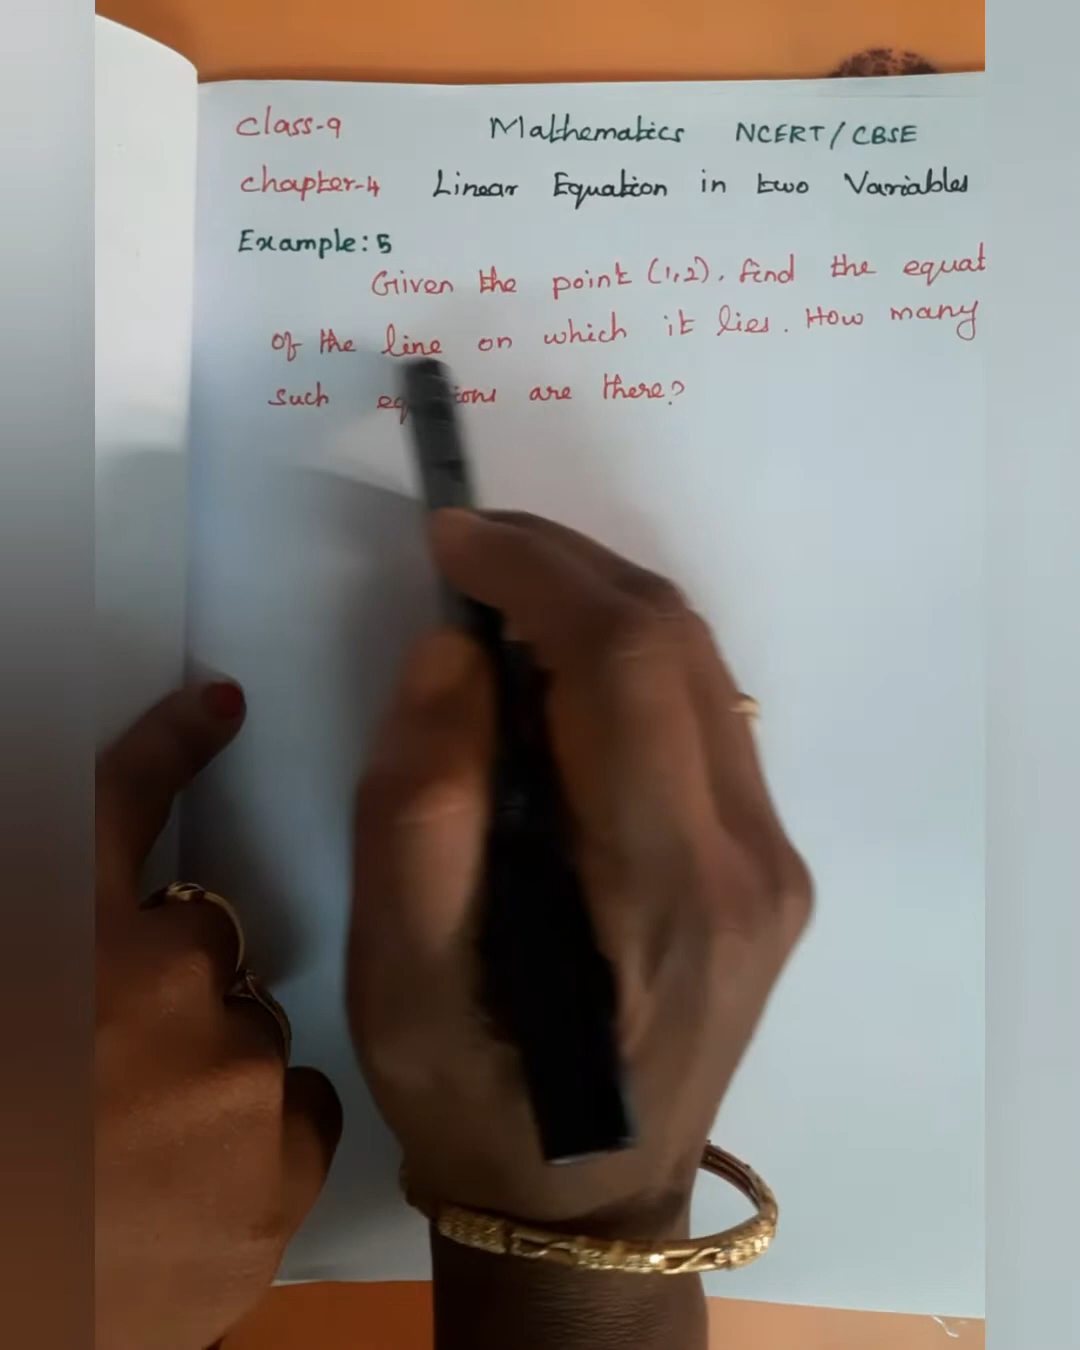 Class-9 Mathematics NCERT/CBSE
Chapter-4 Linear Equation in two Variables
Example: 5
Given the point (1,2). find the equat
of the line on which it lies. How many
such are there?